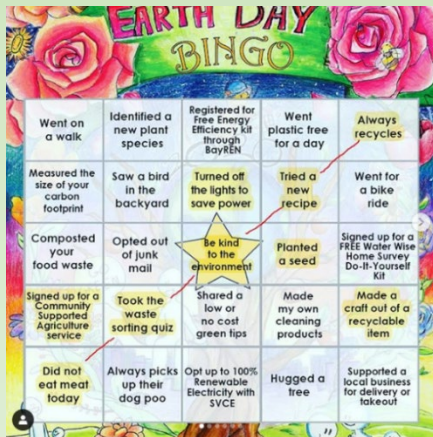 EARTH DAY
BINGO
Went on
a walk
Identified a
new plant
species
Registered for
Free Energy
Efficiency kit
through
BayREN
Went
plastic free
for a day
Always
recycles
Measured the
size of your
carbon
footprint
Saw a bird
in the
backyard
Turned off
the lights to
save power
Tried a
new
recipe
Went for
a bike
ride
Composted
your
food waste
Opted out
of junk
mail
Be kind
to the
environment
Planted
a seed
Signed up for a
FREE Water Wise
Home Survey
Do-It-Yourself
Kit
Signed up for a
Community
Supported
Agriculture
service
Took the
waste
sorting quiz
Shared a
low or
no cost
green tips
Made
my own
cleaning
products
Made a
craft out of a
recyclable
item
Did not
eat meat
today
Always picks
up their
dog poo
Opt up to 100%
Renewable
Electricity with
SVCE
Hugged a
tree
Supported a
local business
for delivery or
takeout